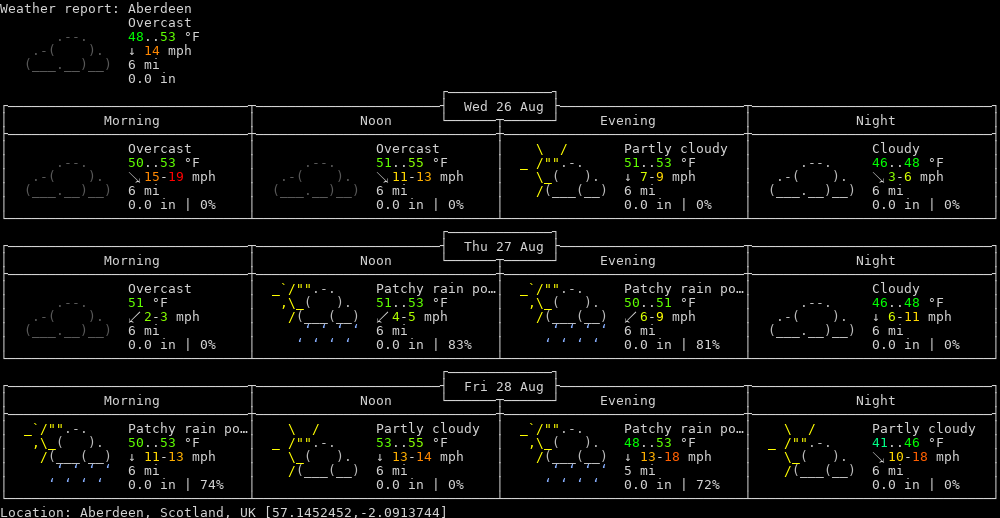 Weather report: Aberdeen
Overcast
48..53 °F
↓ 14 mph
6 mi
0.0 in
Wed 26 Aug
Morning Noon Evening Night
Overcast Overcast Partly cloudy Cloudy
50..53 °F 51..55 °F 51..53 °F 46..48 °F
↘ 15-19 mph ↘ 11-13 mph ↓ 7-9 mph ↘ 3-6 mph
6 mi 6 mi 6 mi 6 mi
0.0 in | 0% 0.0 in | 0% 0.0 in | 0% 0.0 in | 0%
Thu 27 Aug
Morning Noon Evening Night
Overcast Patchy rain po… Patchy rain po… Cloudy
51 °F 51..53 °F 50..51 °F 46..48 °F
↙ 2-3 mph ↙ 4-5 mph ↙ 6-9 mph ↓ 6-11 mph
6 mi 6 mi 6 mi 6 mi
0.0 in | 0% 0.0 in | 83% 0.0 in | 81% 0.0 in | 0%
Fri 28 Aug
Morning Noon Evening Night
Patchy rain po… Partly cloudy Patchy rain po… Partly cloudy
50..53 °F 53..55 °F 48..53 °F 41..46 °F
↓ 11-13 mph ↓ 13-14 mph ↓ 13-18 mph ↘ 10-18 mph
6 mi 6 mi 5 mi 6 mi
0.0 in | 74% 0.0 in | 0% 0.0 in | 72% 0.0 in | 0%
Location: Aberdeen, Scotland, UK [57.1452452,-2.0913744]